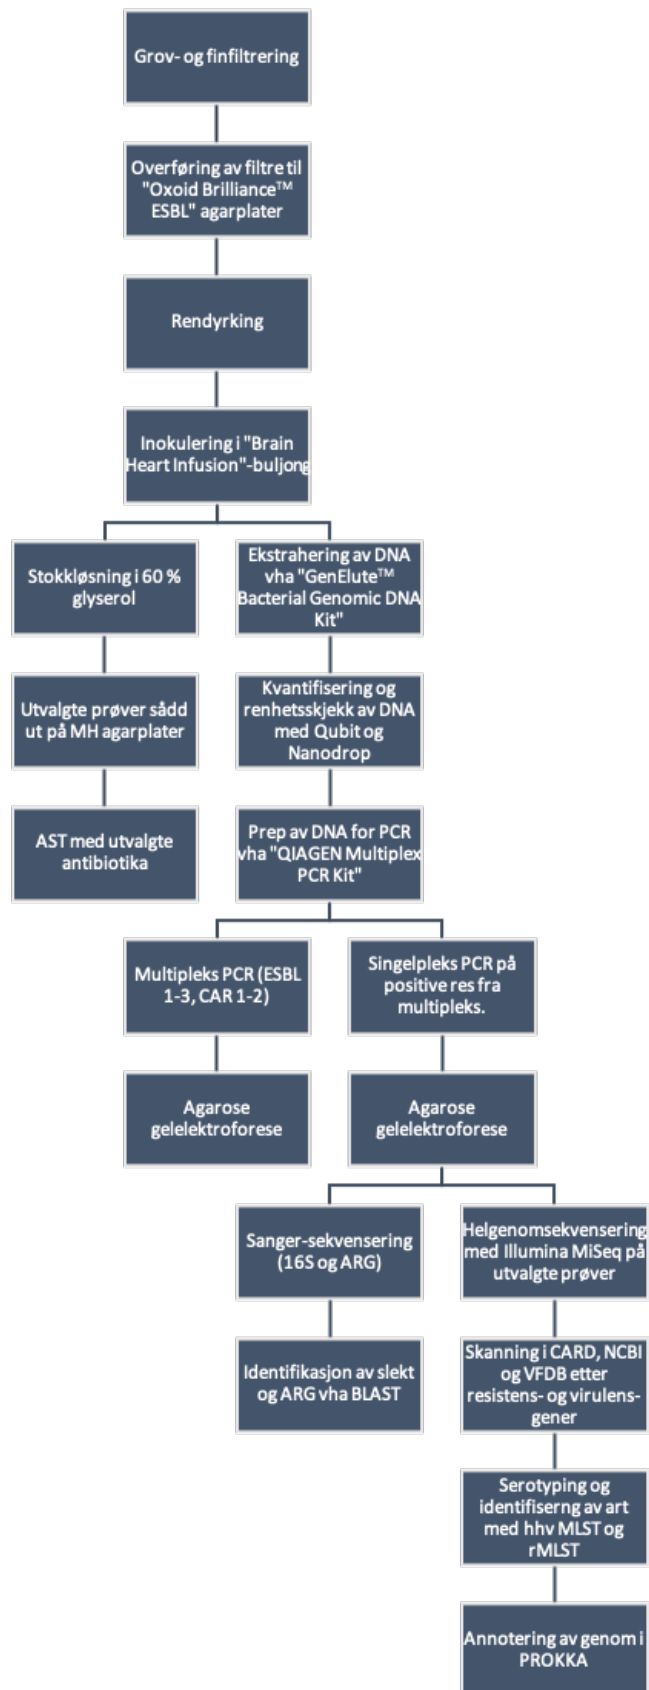 Grov- og finfiltrering
Overføring av filtre til
"Oxoid Brilliance™
ESBL" agarplater
Rendyrking
Inokulering i "Brain
Heart Infusion"-buljong
Stokkløsning i 60 %
glyserol
Utvalgte prøver sådd
ut på MH agarplater
AST med utvalgte
antibiotika
Ekstrahering av DNA
vha "GenElute™
Bacterial Genomic DNA
Kit"
Kvantifisering og
renhetsskjekk av DNA
med Qubit og
Nanodrop
Prep av DNA for PCR
vha "QIAGEN Multiplex
PCR Kit"
Multipleks PCR (ESBL
1-3, CAR 1-2)
Agarose
gelelektroforese
Singelpleks PCR på
positive res fra
multipleks.
Agarose
gelelektroforese
Sanger-sekvensering
(16S og ARG)
Identifikasjon av slekt
og ARG vha BLAST
Helgenomsekvensering
med Illumina MiSeq på
utvalgte prøver
Skanning i CARD, NCBI
og VFDB etter
resistens- og virulens-
gener
Serotyping og
identifiserng av art
med hhv MLST og
rMLST
Annotering av genom i
PROKKA